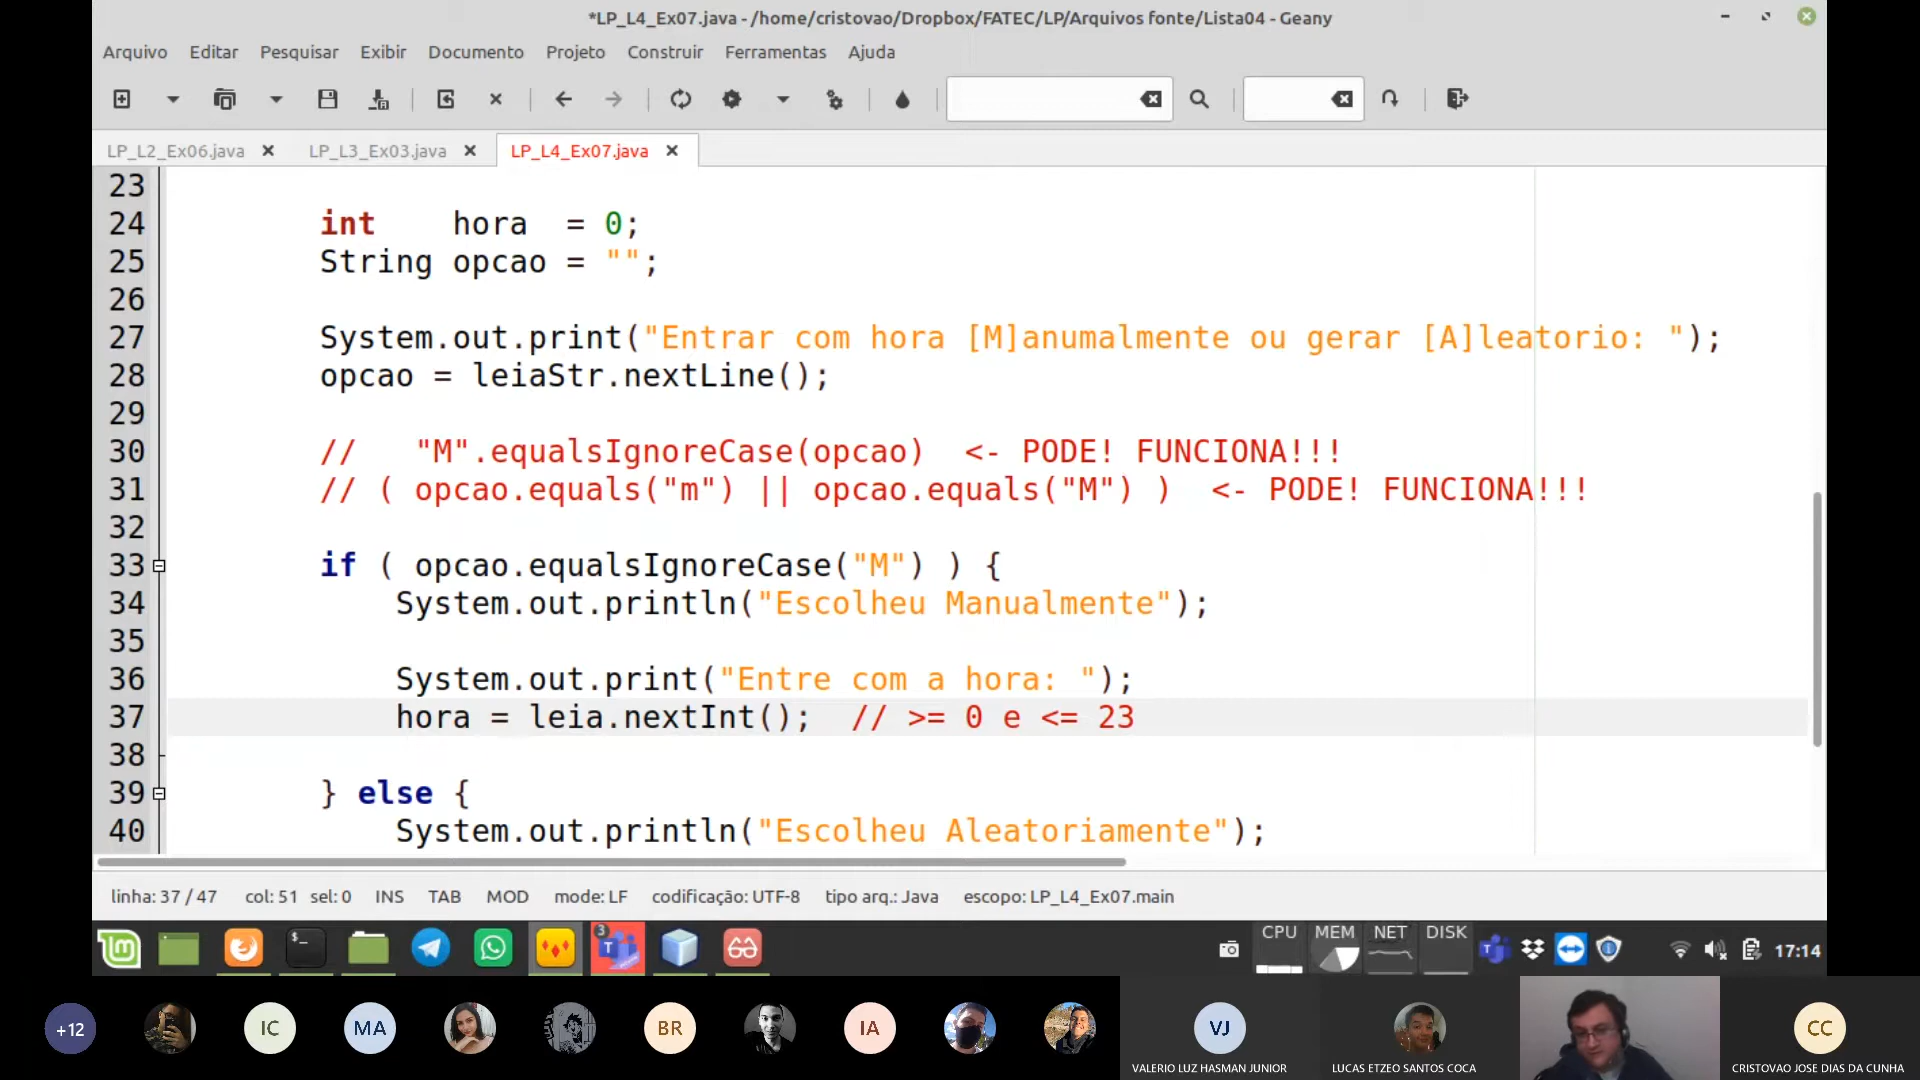 *LP_L4_Ex07.java - /home/cristovao/Dropbox/FATEC/LP/Arquivos fonte/Lista04 - Geany
Arquivo Editar Pesquisar Exibir Documento Projeto Construir Ferramentas Ajuda
LP_L2_Ex06.java LP_L3_Ex03.java LP_L4_Ex07.java
23
24 int    hora  = 0;
25 String opcao = "";
26
27 System.out.print("Entrar com hora [M]anumalmente ou gerar [A]leatorio: ");
28 opcao = leiaStr.nextLine();
29
30 //   "M".equalsIgnoreCase(opcao)  <- PODE! FUNCIONA!!!
31 // ( opcao.equals("m") || opcao.equals("M") )  <- PODE! FUNCIONA!!!
32
33 if ( opcao.equalsIgnoreCase("M") ) {
34 System.out.println("Escolheu Manualmente");
35
36 System.out.print("Entre com a hora: ");
37 hora = leia.nextInt();  // >= 0 e <= 23
38
39 } else {
40 System.out.println("Escolheu Aleatoriamente");
linha: 37 / 47 col: 51 sel: 0 INS TAB MOD mode: LF codificação: UTF-8 tipo arq.: Java escopo: LP_L4_Ex07.main
lm $_ 3 T CPU MEM NET DISK 17:14
+12 IC MA BR IA VJ CC
VALERIO LUZ HASMAN JUNIOR LUCAS ETZEO SANTOS COCA CRISTOVAO JOSE DIAS DA CUNHA